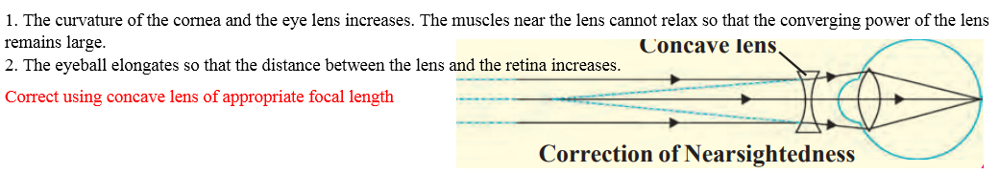 1. The curvature of the cornea and the eye lens increases. The muscles near the lens cannot relax so that the converging power of the lens
remains large.
Concave lens
2. The eyeball elongates so that the distance between the lens and the retina increases.
Correct using concave lens of appropriate focal length
Correction of Nearsightedness